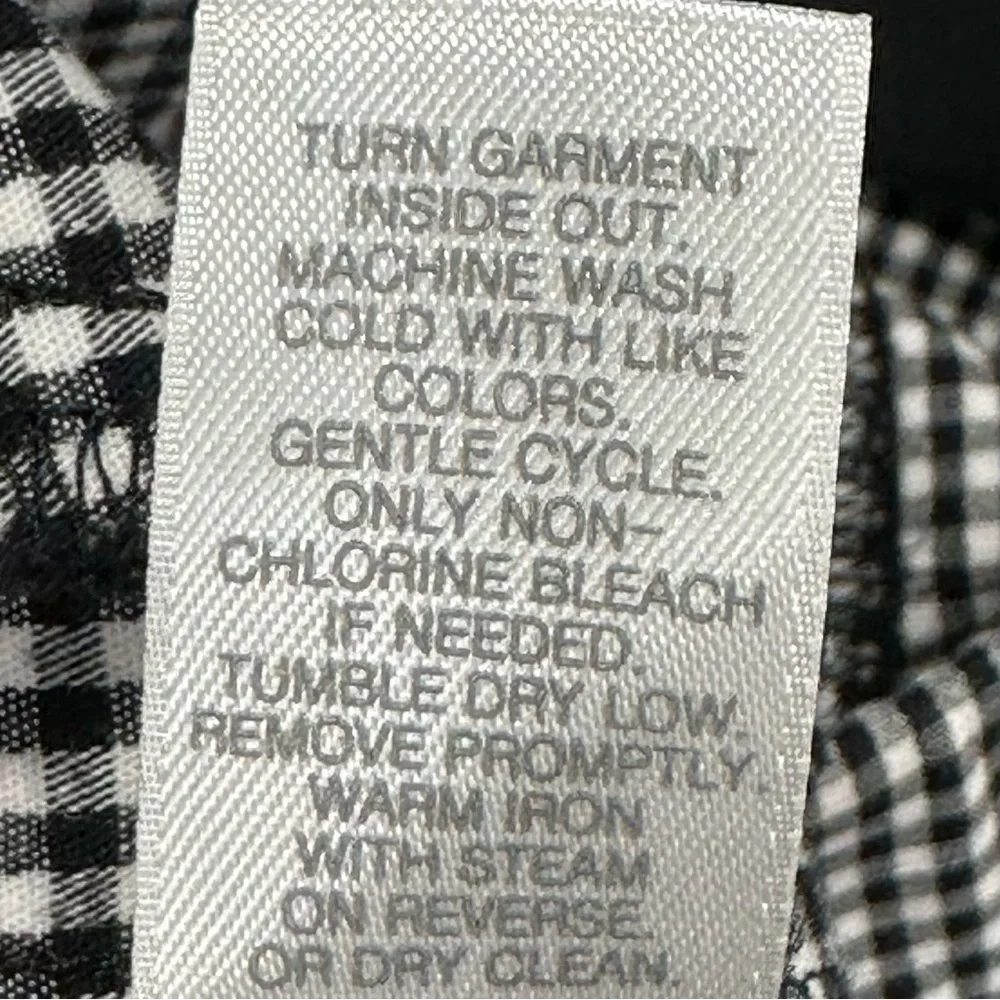 TURN GARMENT
INSIDE OUT.
MACHINE WASH
COLD WITH LIKE
COLORS.
GENTLE CYCLE.
ONLY NON-
CHLORINE BLEACH
IF NEEDED.
TUMBLE DRY LOW.
REMOVE PROMPTLY.
WARM IRON
WITH STEAM
ON REVERSE
OR DRY CLEAN.